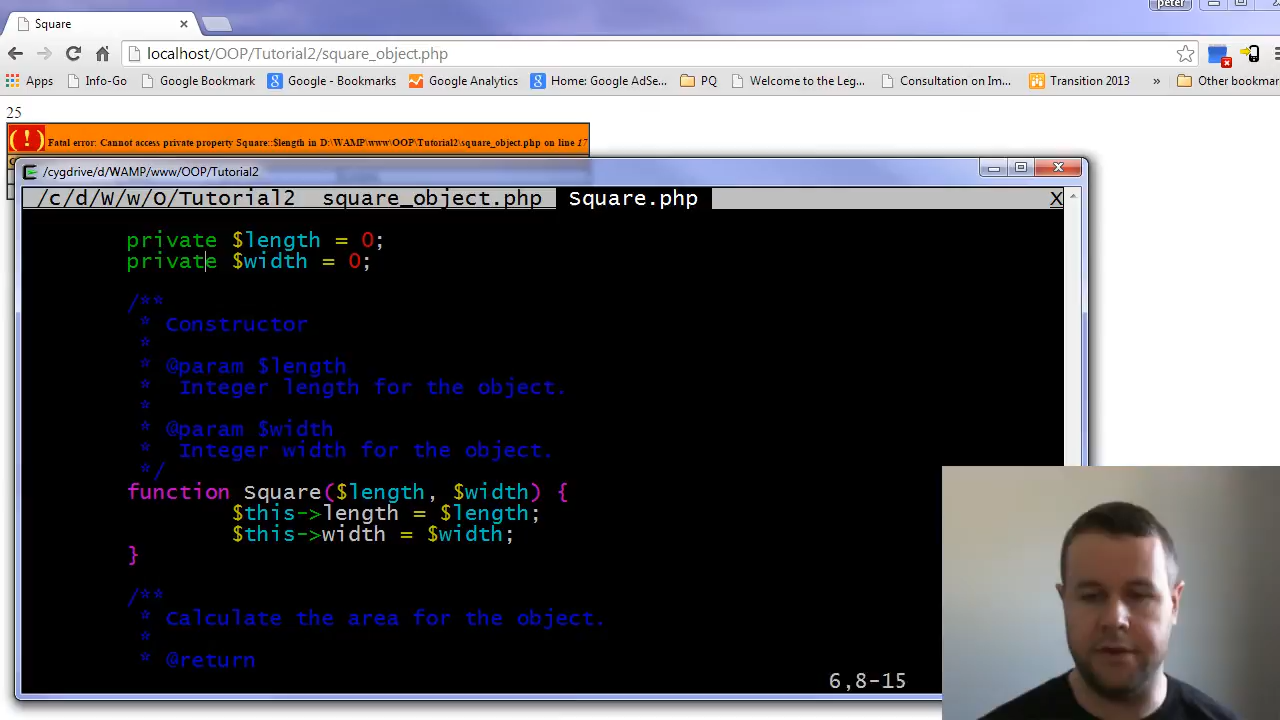 peter
Square
localhost/OOP/Tutorial2/square_object.php
Apps Info-Go Google Bookmark Google - Bookmarks Google Analytics Home: Google AdSe... PQ Welcome to the Leg... Consultation on Im... Transition 2013 » Other bookmar
25
( ! ) Fatal error: Cannot access private property Square::$length in D:\WAMP\www\OOP\Tutorial2\square_object.php on line 17
/cygdrive/d/WAMP/www/OOP/Tutorial2
/c/d/W/w/O/Tutorial2 square_object.php Square.php X
private $length = 0;
private $width = 0;
/**
* Constructor
*
* @param $length
* Integer length for the object.
*
* @param $width
* Integer width for the object.
*/
function Square($length, $width) {
$this->length = $length;
$this->width = $width;
}
/**
* Calculate the area for the object.
*
* @return
6,8-15